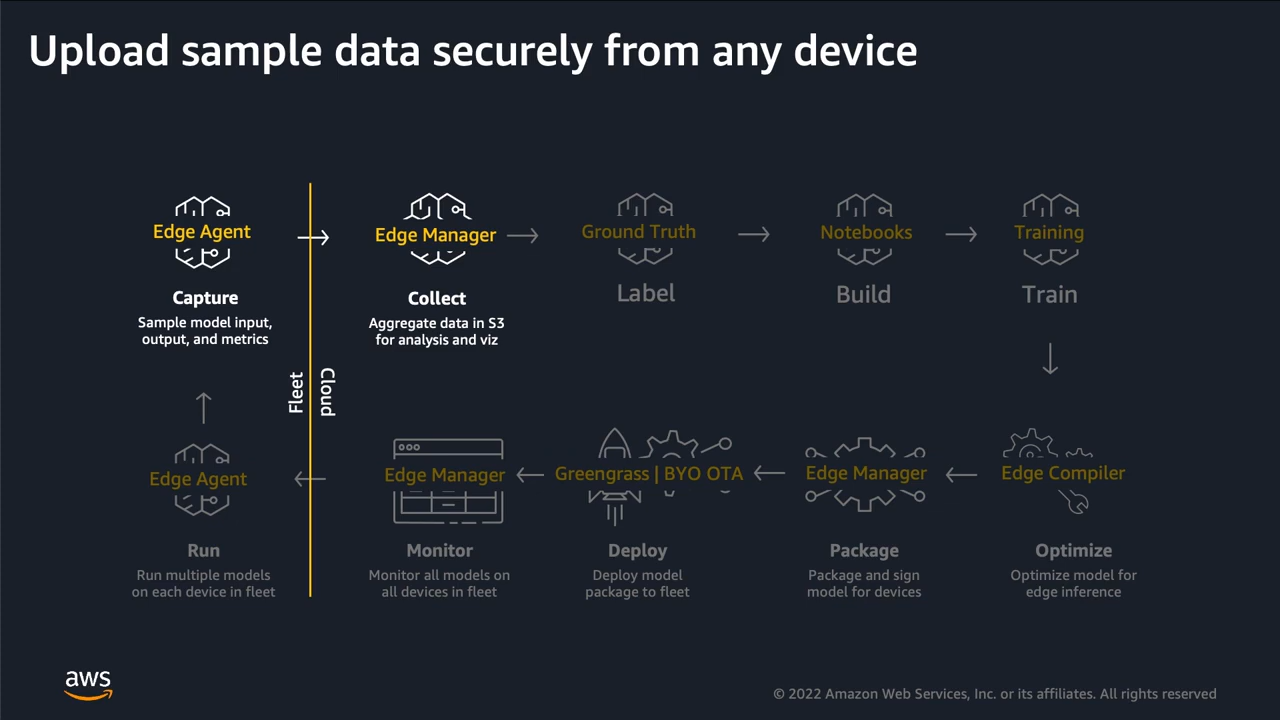 Upload sample data securely from any device
Edge Agent
Capture
Sample model input,
output, and metrics
Edge Manager
Collect
Aggregate data in S3
for analysis and viz
Ground Truth
Label
Notebooks
Build
Training
Train
Fleet
Cloud
Edge Agent
Run
Run multiple models
on each device in fleet
Edge Manager
Monitor
Monitor all models on
all devices in fleet
Greengrass | BYO OTA
Deploy
Deploy model
package to fleet
Edge Manager
Package
Package and sign
model for devices
Edge Compiler
Optimize
Optimize model for
edge inference
aws
© 2022 Amazon Web Services, Inc. or its affiliates. All rights reserved